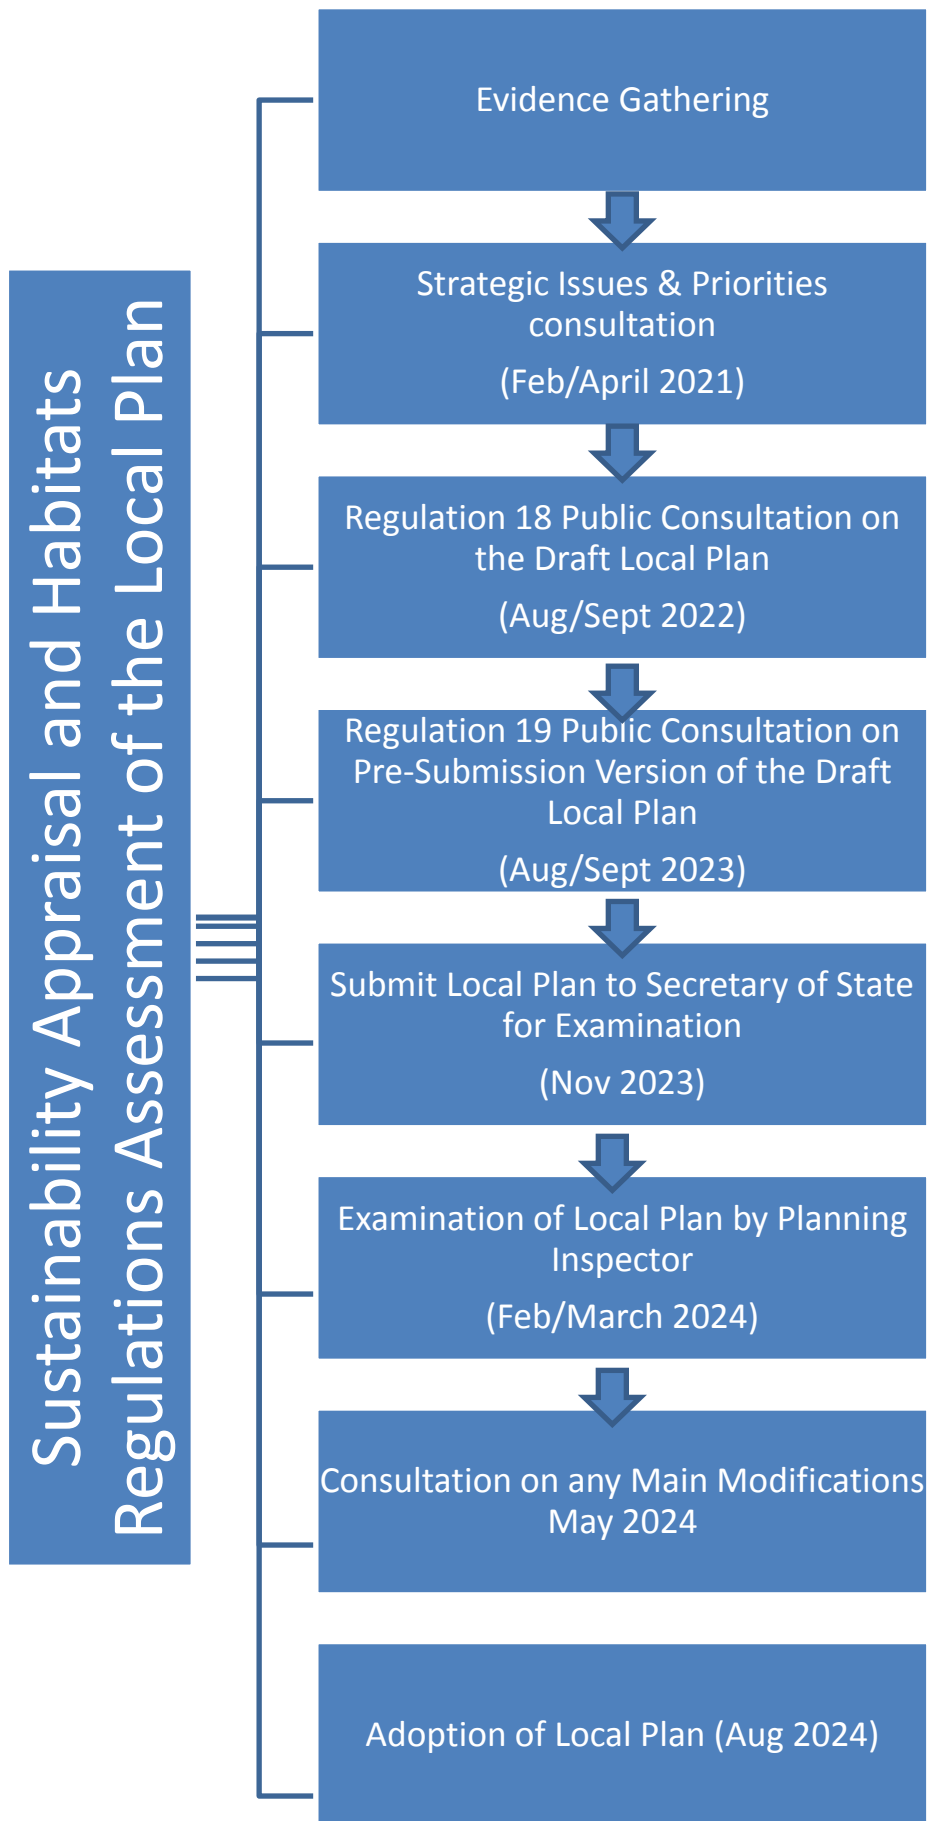 Sustainability Appraisal and Habitats
Regulations Assessment of the Local Plan
Evidence Gathering
Strategic Issues & Priorities
consultation
(Feb/April 2021)
Regulation 18 Public Consultation on
the Draft Local Plan
(Aug/Sept 2022)
Regulation 19 Public Consultation on
Pre-Submission Version of the Draft
Local Plan
(Aug/Sept 2023)
Submit Local Plan to Secretary of State
for Examination
(Nov 2023)
Examination of Local Plan by Planning
Inspector
(Feb/March 2024)
Consultation on any Main Modifications
May 2024
Adoption of Local Plan (Aug 2024)